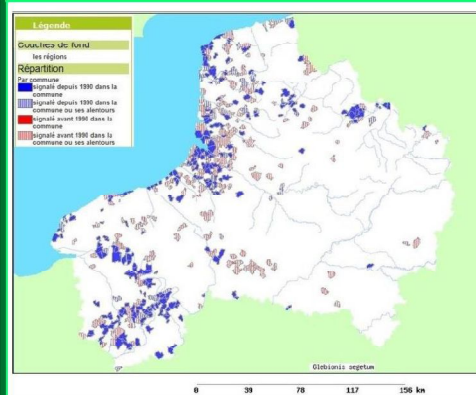 Légende
Couches de fond
les régions
Répartition
Par commune
signalé depuis 1990 dans la
commune
signalé depuis 1990 dans la
commune ou ses alentours
signalé avant 1990 dans la
commune
signalé avant 1990 dans la
commune ou ses alentours
Glebionis segetum
0 39 78 117 156 km